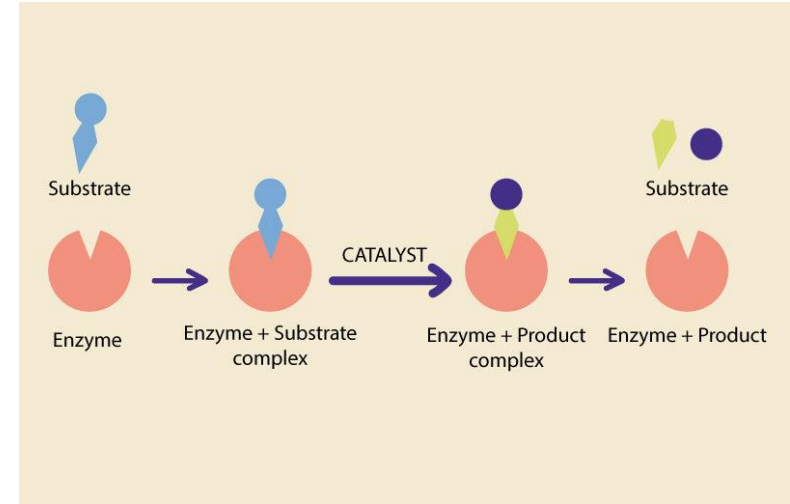 Substrate
Enzyme
Enzyme + Substrate
complex
CATALYST
Enzyme + Product
complex
Substrate
Enzyme + Product